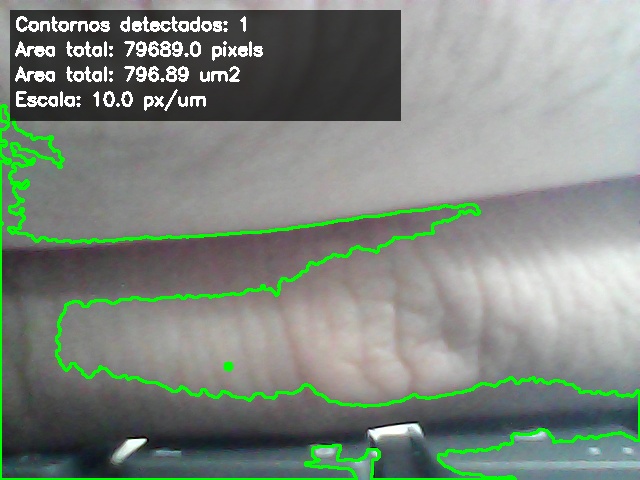 Contornos detectados: 1
Area total: 79689.0 pixels
Area total: 796.89 um2
Escala: 10.0 px/um